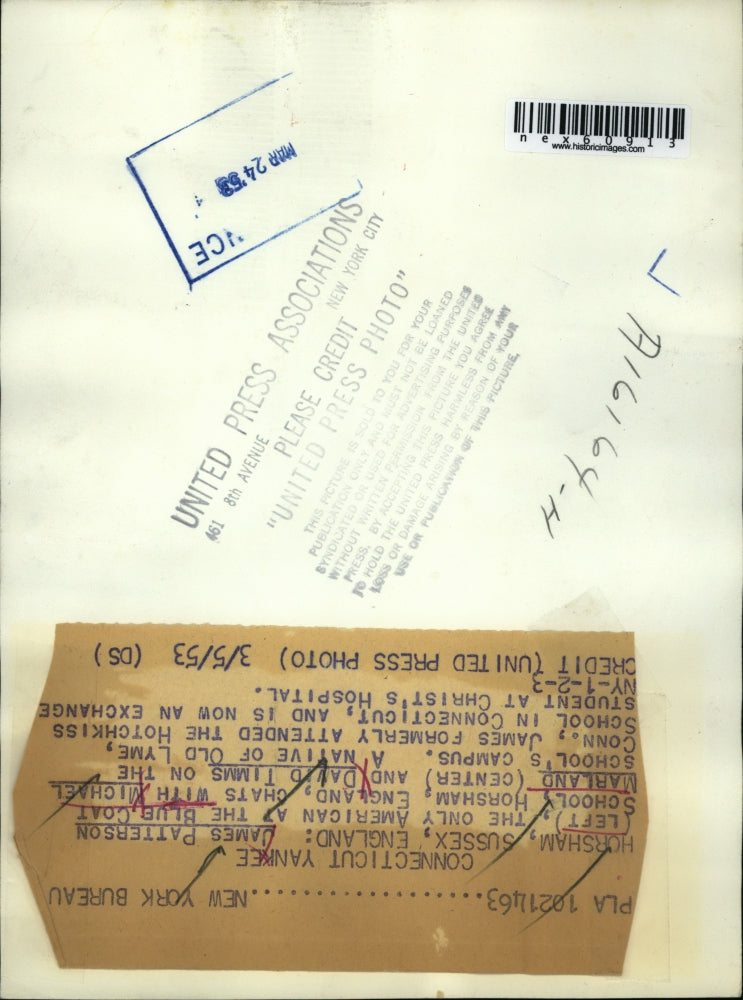 nex60913
www.historicimages.com
MAR 24 '53
NCE
UNITED PRESS ASSOCIATIONS
461 8th AVENUE NEW YORK CITY
PLEASE CREDIT
"UNITED PRESS PHOTO"
THIS PICTURE IS SOLD TO YOU FOR YOUR
PUBLICATION ONLY AND MUST NOT BE LOANED
SYNDICATED OR USED FOR ADVERTISING PURPOSES
WITHOUT WRITTEN PERMISSION FROM THE UNITED
PRESS. BY ACCEPTING THIS PICTURE YOU AGREE
TO HOLD THE UNITED PRESS HARMLESS FROM ANY
LOSS OR DAMAGE ARISING BY REASON OF YOUR
USE OR PUBLICATION OF THIS PICTURE.
PLA 1021463....................NEW YORK BUREAU
CONNECTICUT YANKEE
HORSHAM, SUSSEX, ENGLAND: JAMES PATTERSON
(LEFT), THE ONLY AMERICAN AT THE BLUE COAT
SCHOOL, HORSHAM, ENGLAND, CHATS WITH MICHAEL
MARLAND (CENTER) AND DAVID TIMMS ON THE
SCHOOL'S CAMPUS. A NATIVE OF OLD LYME,
CONN., JAMES FORMERLY ATTENDED THE HOTCHKISS
SCHOOL IN CONNECTICUT, AND IS NOW AN EXCHANGE
STUDENT AT CHRIST'S HOSPITAL.
NY-1-2-3
CREDIT (UNITED PRESS PHOTO) 3/5/53 (DS)